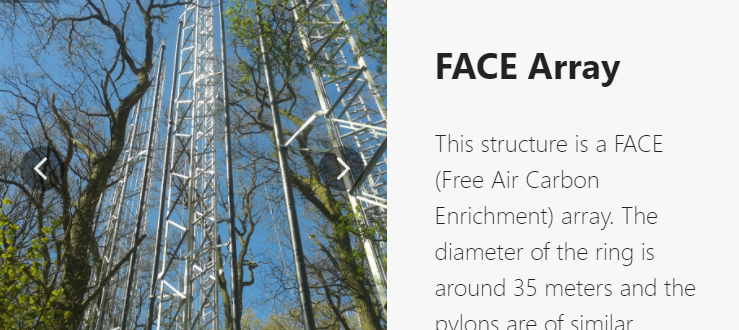 FACE Array
This structure is a FACE
(Free Air Carbon
Enrichment) array. The
diameter of the ring is
around 35 meters and the
pylons are of similar